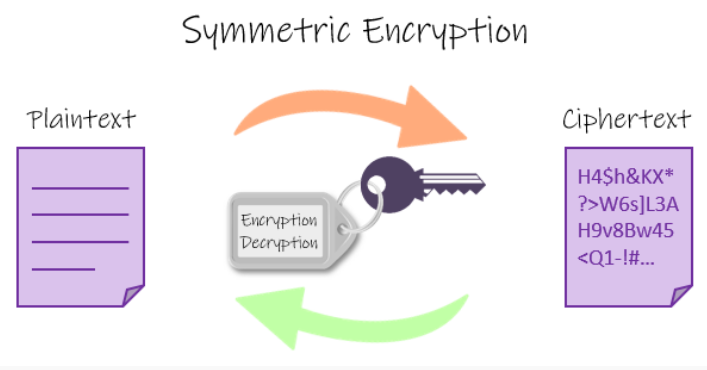 Symmetric Encryption
Plaintext
Ciphertext
Encryption
Decryption
H4$h&KX*
?>W6s]L3A
H9v8Bw45
<Q1-!#...